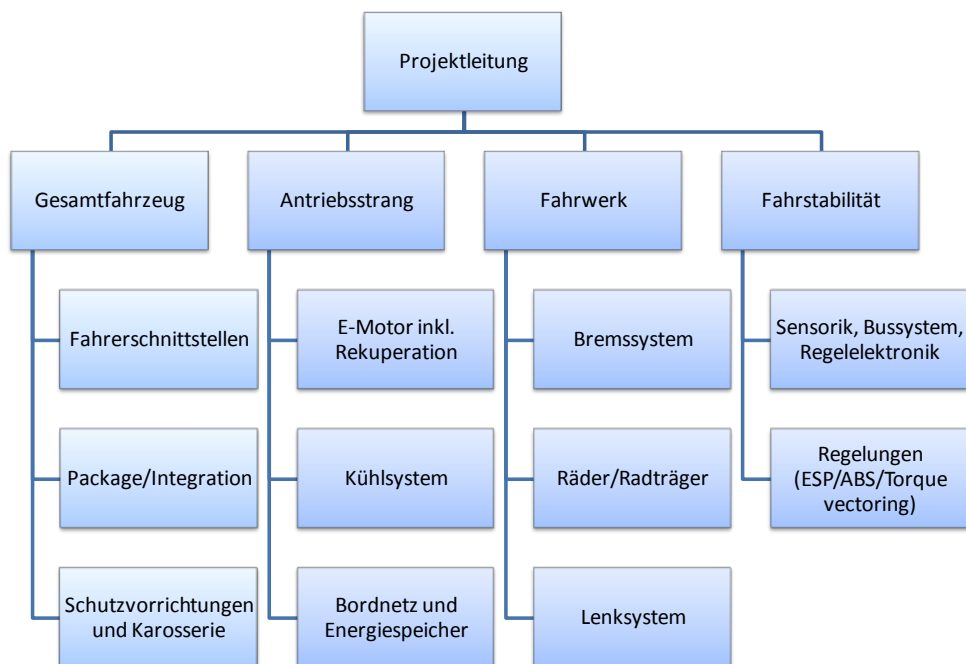 Projektleitung
Gesamtfahrzeug
Antriebsstrang
Fahrwerk
Fahrstabilität
Fahrerschnittstellen
E-Motor inkl.
Rekuperation
Bremssystem
Sensorik, Bussystem,
Regelelektronik
Package/Integration
Kühlsystem
Räder/Radträger
Regelungen
(ESP/ABS/Torque
vectoring)
Schutzvorrichtungen
und Karosserie
Bordnetz und
Energiespeicher
Lenksystem